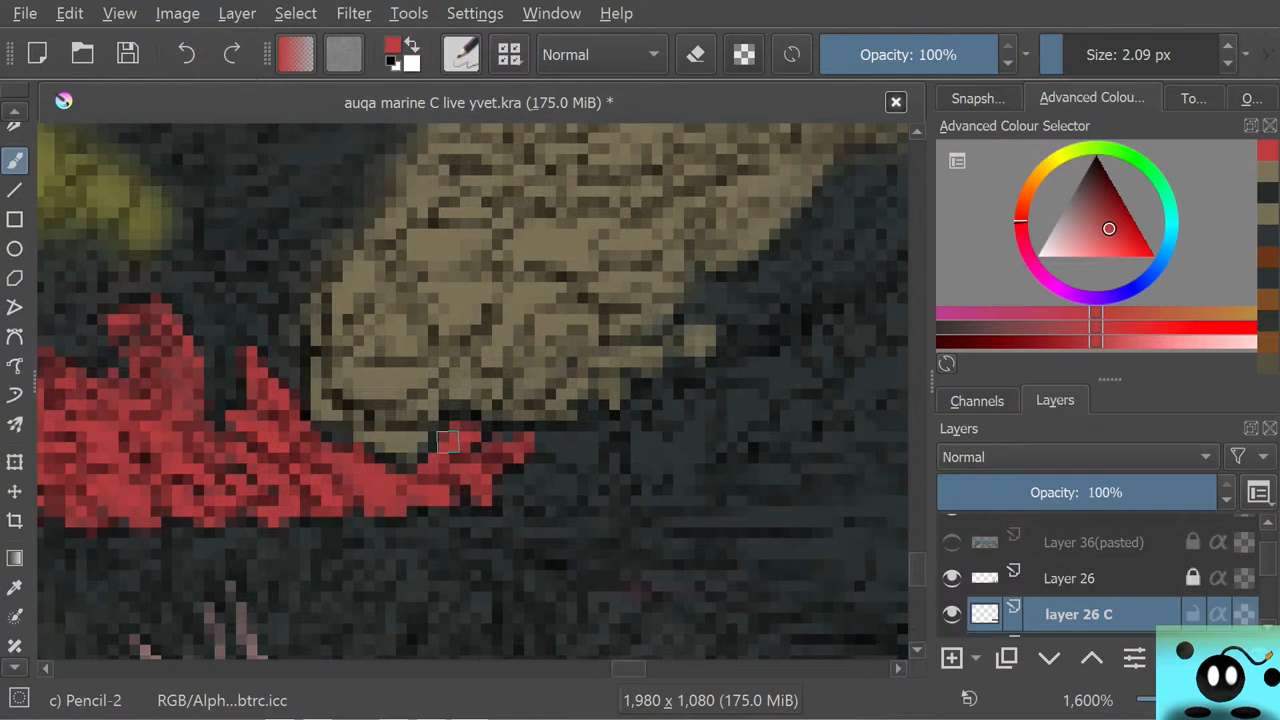 File Edit View Image Layer Select Filter Tools Settings Window Help
Normal Opacity: 100% Size: 2.09 px
auqa marine C live yvet.kra (175.0 MiB) *
Snapsh... Advanced Colou... To... O...
Advanced Colour Selector
Channels Layers
Layers
Normal
Opacity: 100%
Layer 36(pasted)
Layer 26
layer 26 C
c) Pencil-2 RGB/Alph...btrc.icc 1,980 x 1,080 (175.0 MiB) 1,600%